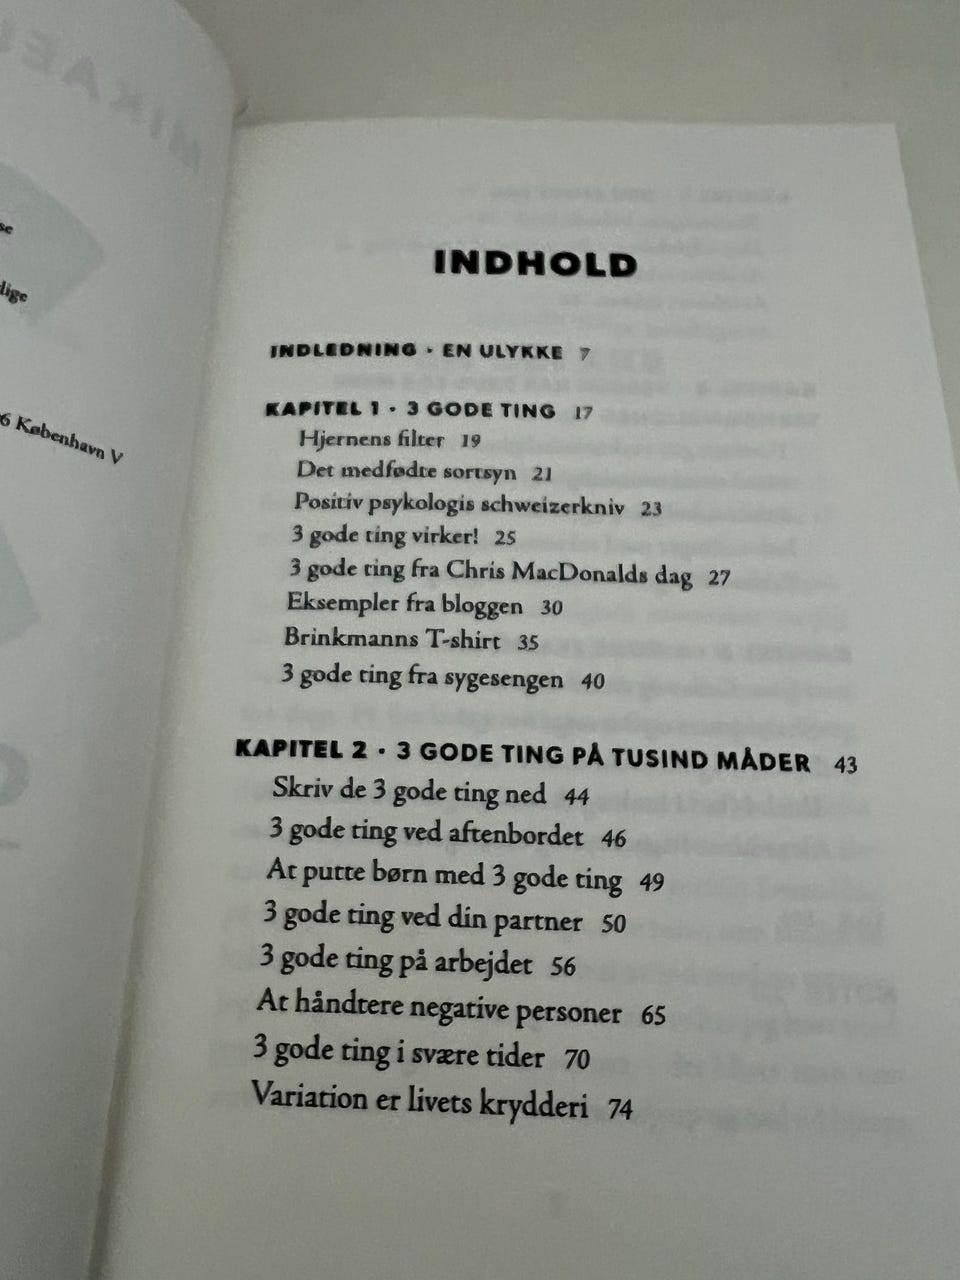 se
lige
6 København V
INDHOLD
INDLEDNING · EN ULYKKE 7
KAPITEL 1 · 3 GODE TING 17
Hjernens filter 19
Det medfødte sortsyn 21
Positiv psykologis schweizerkniv 23
3 gode ting virker! 25
3 gode ting fra Chris MacDonalds dag 27
Eksempler fra bloggen 30
Brinkmanns T-shirt 35
3 gode ting fra sygesengen 40
KAPITEL 2 · 3 GODE TING PÅ TUSIND MÅDER 43
Skriv de 3 gode ting ned 44
3 gode ting ved aftenbordet 46
At putte børn med 3 gode ting 49
3 gode ting ved din partner 50
3 gode ting på arbejdet 56
At håndtere negative personer 65
3 gode ting i svære tider 70
Variation er livets krydderi 74